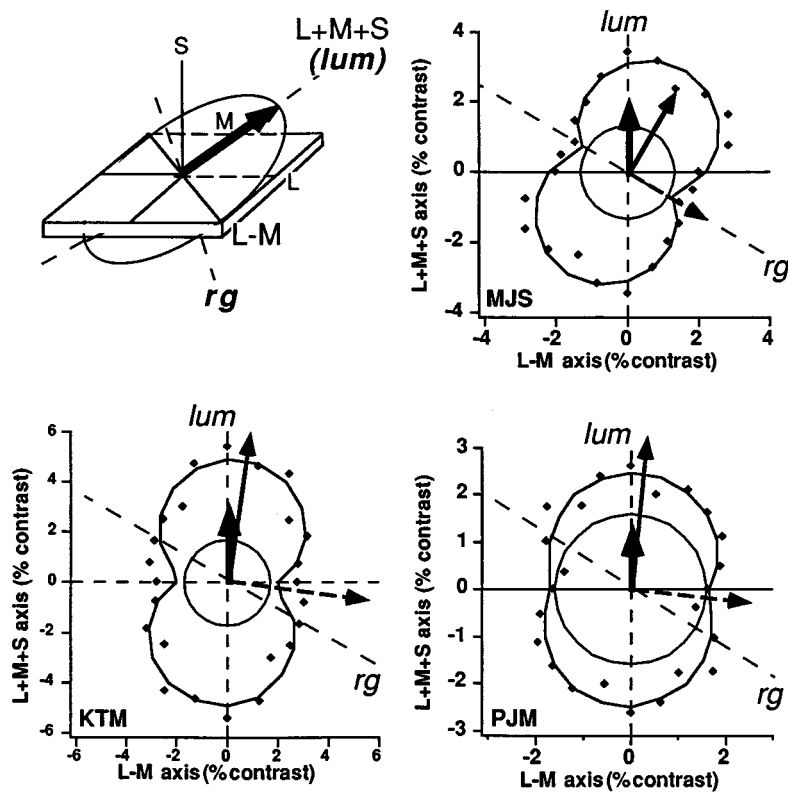 S
L+M+S
(lum)
M
L
L-M
rg
lum
4
2
0
-2
-4
L+M+S axis (% contrast)
MJS
rg
-4 -2 0 2 4
L-M axis (%contrast)
lum
6
4
2
0
-2
-4
-6
L+M+S axis (% contrast)
KTM
rg
-6 -4 -2 0 2 4 6
L-M axis (%contrast)
lum
3
2
1
0
-1
-2
-3
L+M+S axis (% contrast)
PJM
rg
-2 0 2
L-M axis (%contrast)